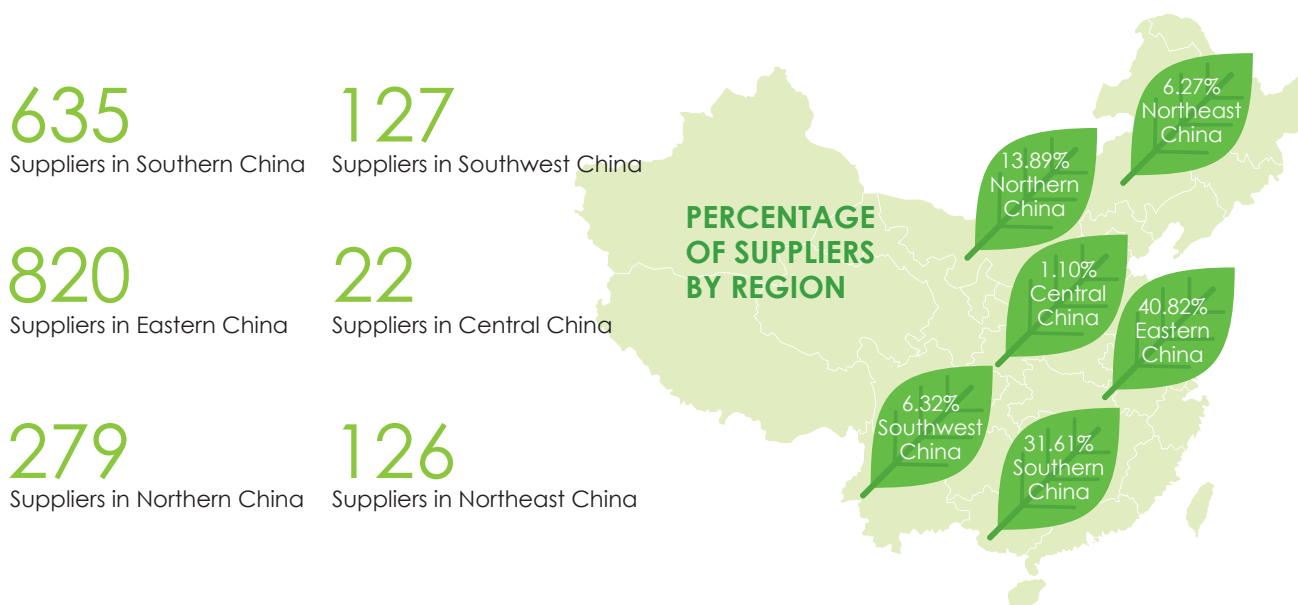 635
Suppliers in Southern China
127
Suppliers in Southwest China
820
Suppliers in Eastern China
22
Suppliers in Central China
279
Suppliers in Northern China
126
Suppliers in Northeast China
PERCENTAGE
OF SUPPLIERS
BY REGION
6.27%
Northeast
China
13.89%
Northern
China
1.10%
Central
China
40.82%
Eastern
China
6.32%
Southwest
China
31.61%
Southern
China